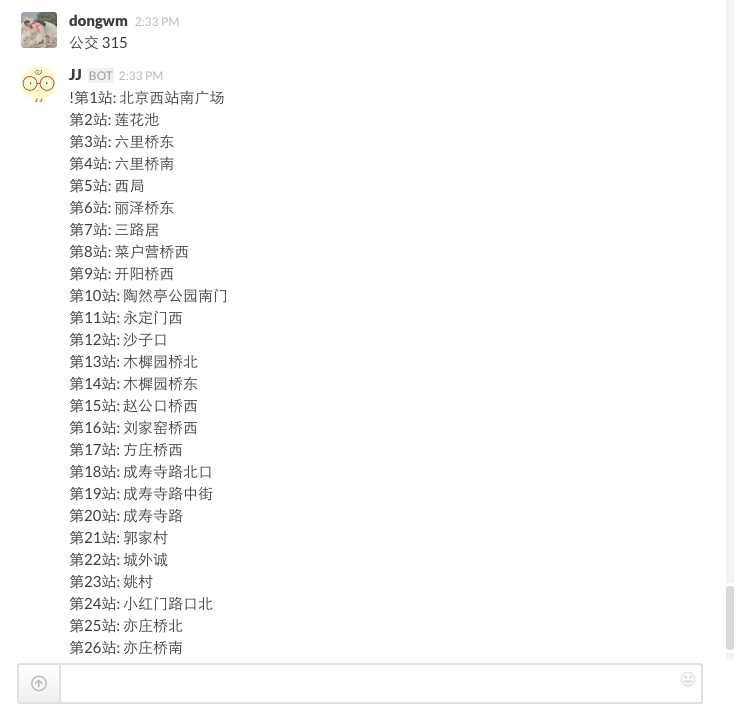 dongwm 2:33 PM
公交 315
JJ BOT 2:33 PM
!第1站: 北京西站南广场
第2站: 莲花池
第3站: 六里桥东
第4站: 六里桥南
第5站: 西局
第6站: 丽泽桥东
第7站: 三路居
第8站: 菜户营桥西
第9站: 开阳桥西
第10站: 陶然亭公园南门
第11站: 永定门西
第12站: 沙子口
第13站: 木樨园桥北
第14站: 木樨园桥东
第15站: 赵公口桥西
第16站: 刘家窑桥西
第17站: 方庄桥西
第18站: 成寿寺路北口
第19站: 成寿寺路中街
第20站: 成寿寺路
第21站: 郭家村
第22站: 城外诚
第23站: 姚村
第24站: 小红门路口北
第25站: 亦庄桥北
第26站: 亦庄桥南